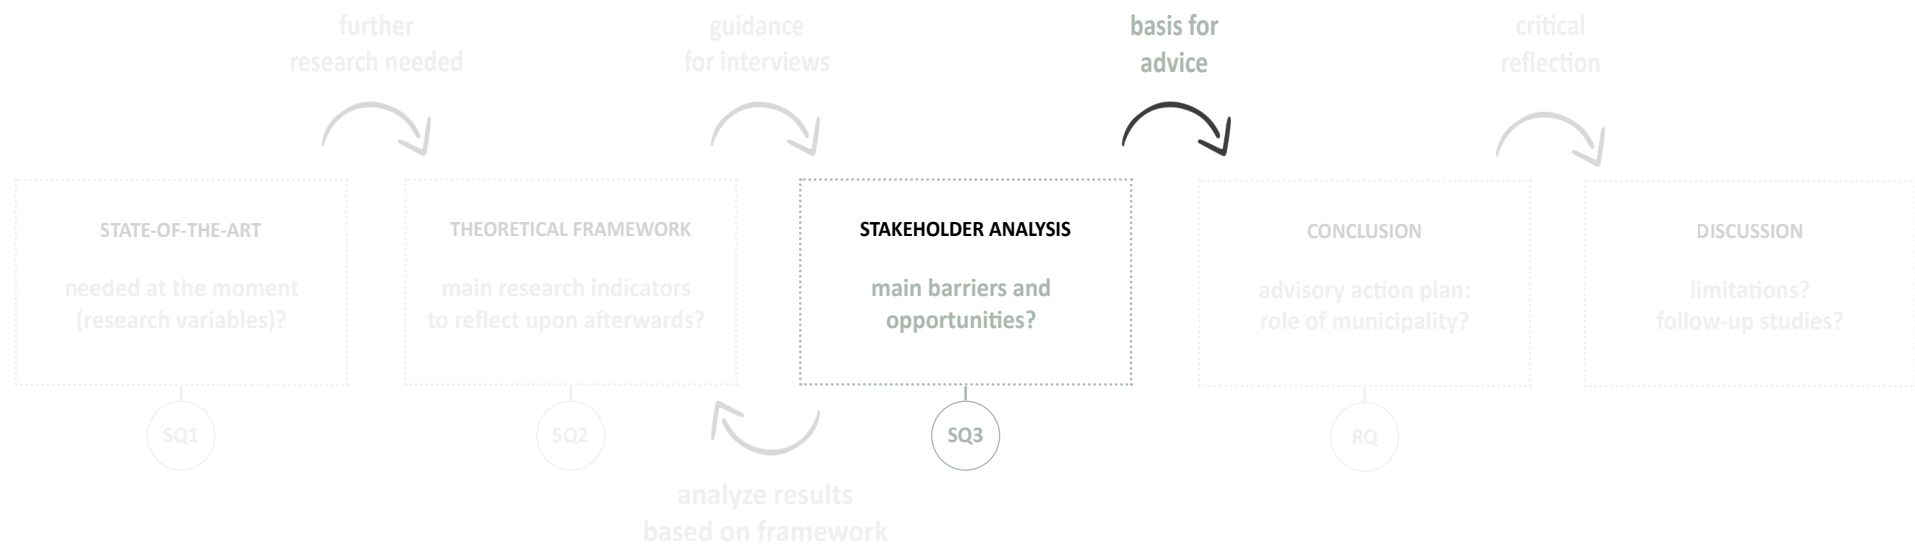 further
research needed
guidance
for interviews
basis for
advice
critical
reflection
STATE-OF-THE-ART
needed at the moment
(research variables)?
SQ1
THEORETICAL FRAMEWORK
main research indicators
to reflect upon afterwards?
SQ2
STAKEHOLDER ANALYSIS
main barriers and
opportunities?
SQ3
CONCLUSION
advisory action plan:
role of municipality?
RQ
DISCUSSION
limitations?
follow-up studies?
analyze results
based on framework